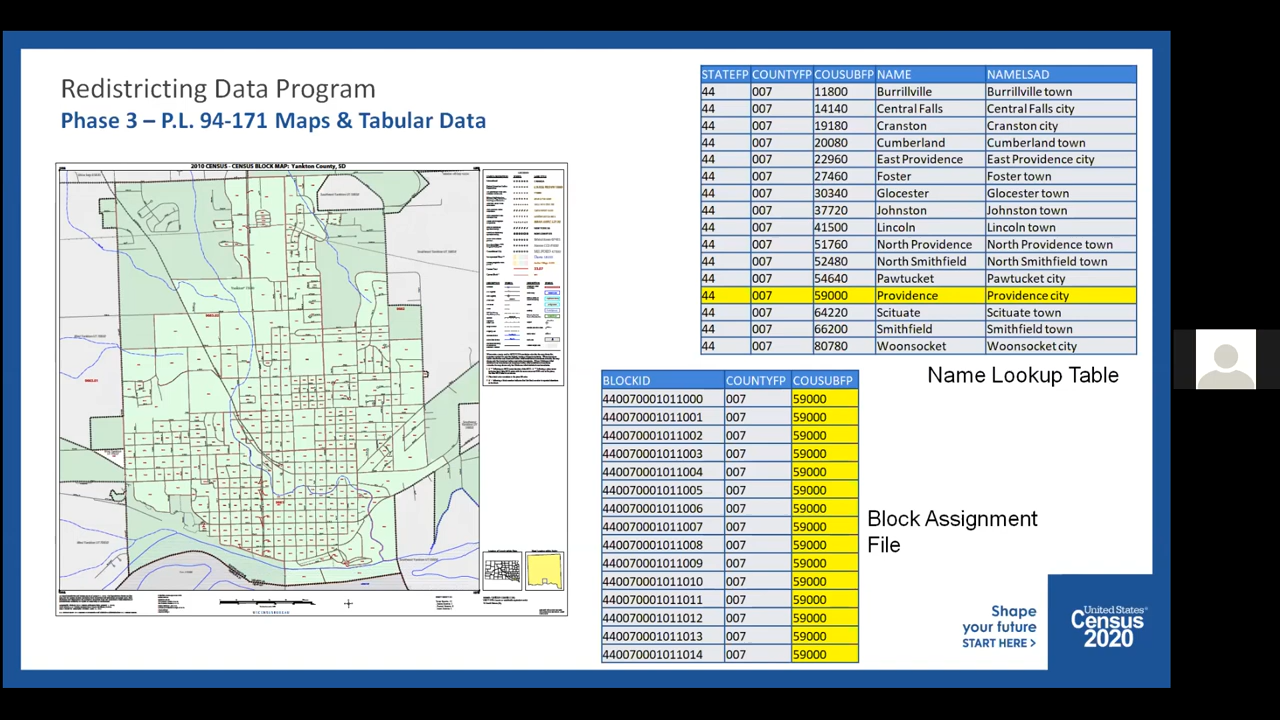 Redistricting Data Program
Phase 3 – P.L. 94-171 Maps & Tabular Data
2010 CENSUS - CENSUS BLOCK MAP: Yankton County, SD
STATEFP COUNTYFP COUSUBFP NAME NAMELSAD
44 007 11800 Burrillville Burrillville town
44 007 14140 Central Falls Central Falls city
44 007 19180 Cranston Cranston city
44 007 20080 Cumberland Cumberland town
44 007 22960 East Providence East Providence city
44 007 27460 Foster Foster town
44 007 30340 Glocester Glocester town
44 007 37720 Johnston Johnston town
44 007 41500 Lincoln Lincoln town
44 007 51760 North Providence North Providence town
44 007 52480 North Smithfield North Smithfield town
44 007 54640 Pawtucket Pawtucket city
44 007 59000 Providence Providence city
44 007 64220 Scituate Scituate town
44 007 66200 Smithfield Smithfield town
44 007 80780 Woonsocket Woonsocket city
Name Lookup Table
BLOCKID COUNTYFP COUSUBFP
440070001011000 007 59000
440070001011001 007 59000
440070001011002 007 59000
440070001011003 007 59000
440070001011004 007 59000
440070001011005 007 59000
440070001011006 007 59000
440070001011007 007 59000
440070001011008 007 59000
440070001011009 007 59000
440070001011010 007 59000
440070001011011 007 59000
440070001011012 007 59000
440070001011013 007 59000
440070001011014 007 59000
Block Assignment
File
Shape
your future
START HERE >
United States®
Census
2020